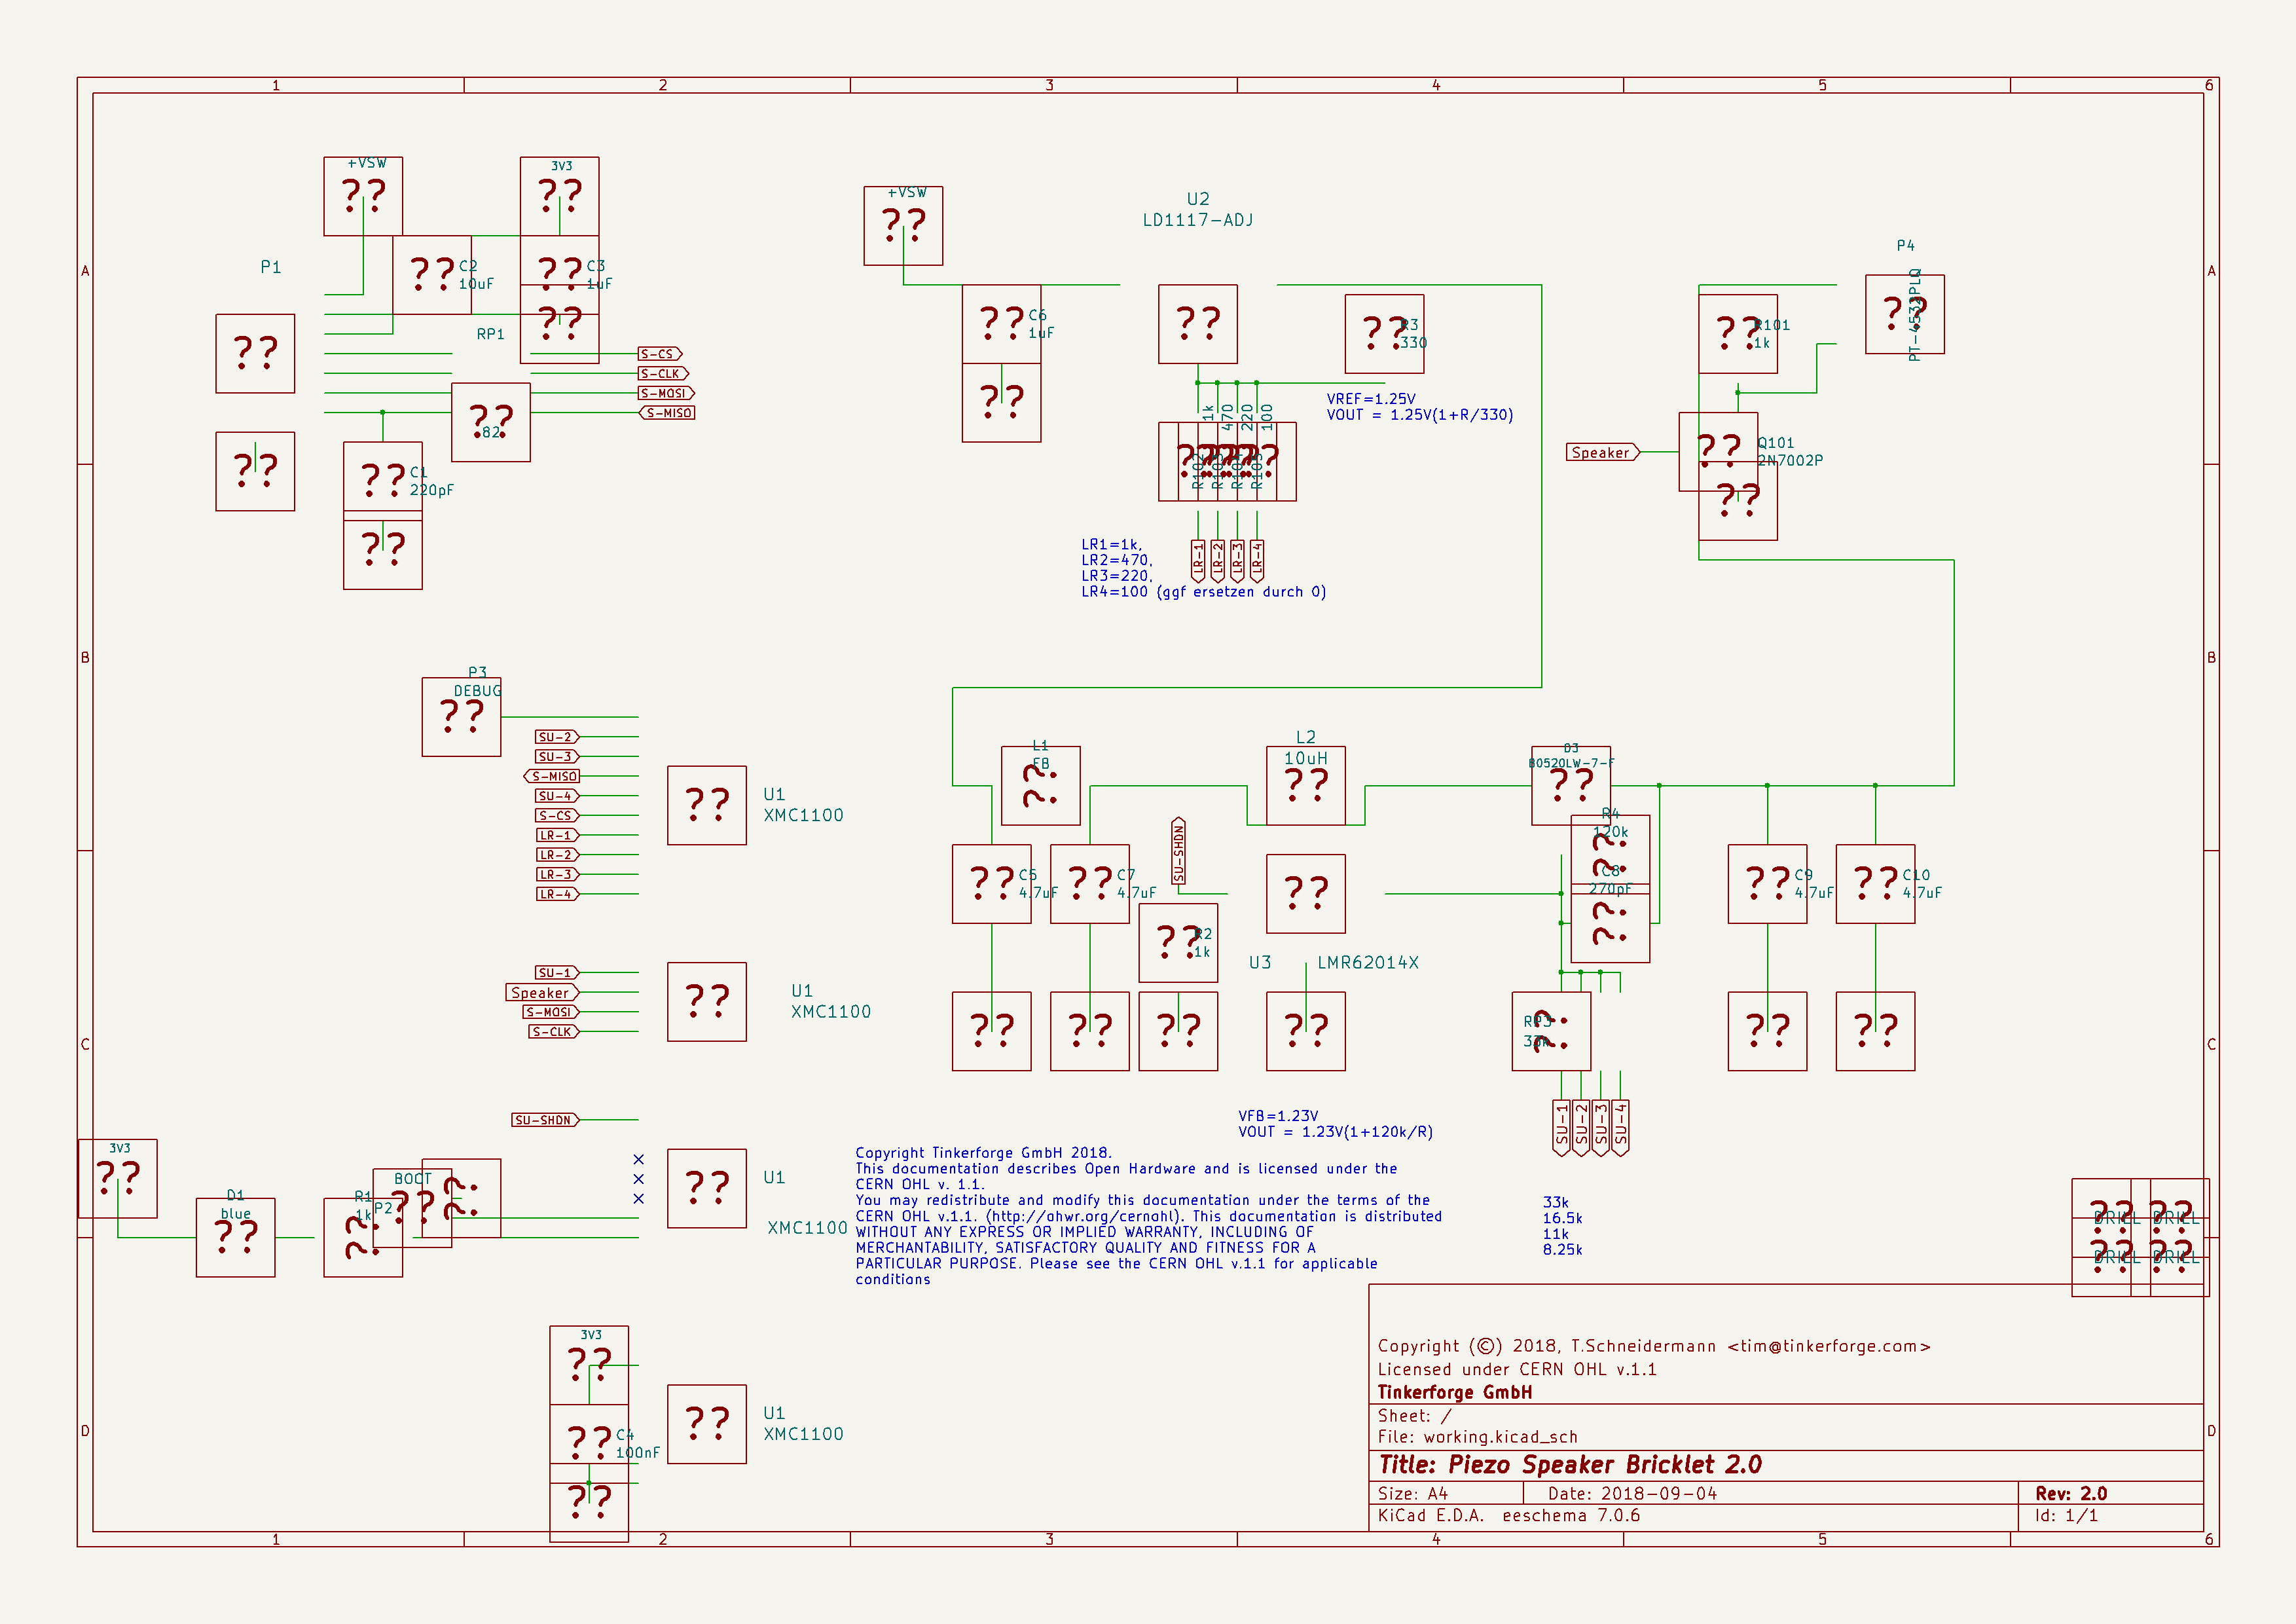 1 2 3 4 5 6
A A
B B
C C
D D
+VSW
??
3V3
??
P1
??
C2
10uF
??
C3
1uF
??
??
RP1
82
??
S-CS
S-CLK
S-MOSI
S-MISO
??
??
C1
220pF
??
??
+VSW
??
U2
LD1117-ADJ
??
C6
1uF
??
??
R3
330
??
VREF=1.25V
VOUT = 1.25V(1+R/330)
1k
470
220
100
LR-1
LR-2
LR-3
LR-4
LR1=1k,
LR2=470,
LR3=220,
LR4=100 (ggf ersetzen durch 0)
P4
PT-4532PLQ
??
R101
1k
??
Speaker
Q101
2N7002P
??
??
P3
DEBUG
??
SU-2
SU-3
S-MISO
SU-4
S-CS
LR-1
LR-2
LR-3
LR-4
??
U1
XMC1100
SU-1
Speaker
S-MOSI
S-CLK
??
U1
XMC1100
SU-SHDN
??
U1
XMC1100
3V3
??
D1
blue
??
R1
1k
??
BOOT
P2
??
??
3V3
??
C4
100nF
??
??
??
U1
XMC1100
L1
FB
??
L2
10uH
??
D3
B0520LW-7-F
??
R4
120k
??
C8
270pF
??
C5
4.7uF
??
C7
4.7uF
??
SU-SHDN
R2
1k
??
??
U3
LMR62014X
C9
4.7uF
??
C10
4.7uF
??
??
??
??
??
RP3
33k
??
??
??
SU-1
SU-2
SU-3
SU-4
VFB=1.23V
VOUT = 1.23V(1+120k/R)
33k
16.5k
11k
8.25k
Copyright Tinkerforge GmbH 2018.
This documentation describes Open Hardware and is licensed under the
CERN OHL v. 1.1.
You may redistribute and modify this documentation under the terms of the
CERN OHL v.1.1. (http://ohwr.org/cernohl). This documentation is distributed
WITHOUT ANY EXPRESS OR IMPLIED WARRANTY, INCLUDING OF
MERCHANTABILITY, SATISFACTORY QUALITY AND FITNESS FOR A
PARTICULAR PURPOSE. Please see the CERN OHL v.1.1 for applicable
conditions
DRILL DRILL
DRILL DRILL
Copyright (©) 2018, T.Schneidermann <tim@tinkerforge.com>
Licensed under CERN OHL v.1.1
Tinkerforge GmbH
Sheet: /
File: working.kicad_sch
Title: Piezo Speaker Bricklet 2.0
Size: A4 Date: 2018-09-04 Rev: 2.0
KiCad E.D.A. eeschema 7.0.6 Id: 1/1
1 2 3 4 5 6